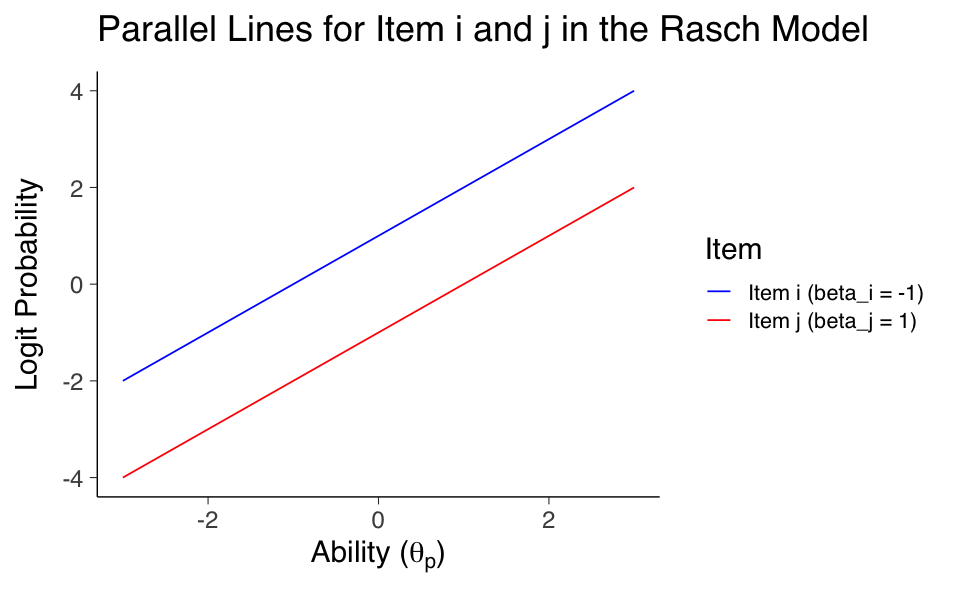 Parallel Lines for Item i and j in the Rasch Model
Logit Probability
4
2
0
-2
-4
-2
0
2
Ability (θp)
Item
Item i (beta_i = -1)
Item j (beta_j = 1)